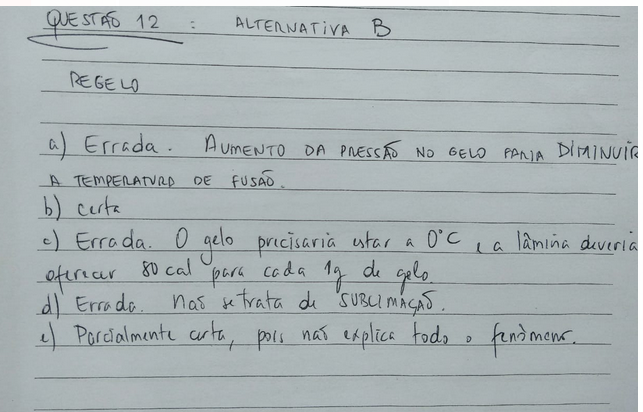 QUESTÃO 12 : ALTERNATIVA B
REGELO
a) Errada. AUMENTO DA PRESSÃO NO GELO FARIA DIMINUIR
A TEMPERATURA DE FUSÃO.
b) certa
c) Errada. O gelo precisaria estar a 0°C, e a lâmina deveria
oferecer 80 cal para cada 1g de gelo.
d) Errada. Não se trata de SUBLIMAÇÃO.
e) Parcialmente certa, pois não explica todo o fenômeno.